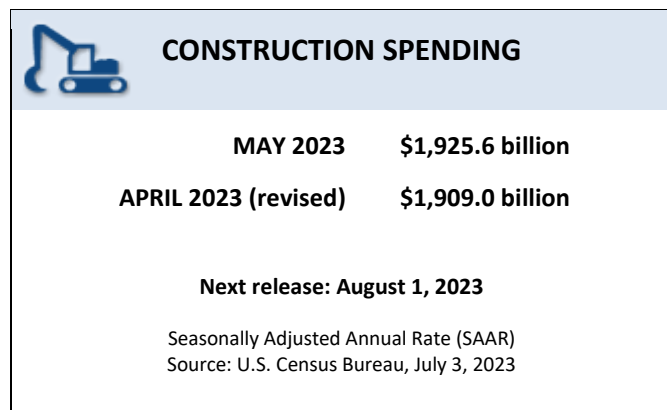 CONSTRUCTION SPENDING
MAY 2023 $1,925.6 billion
APRIL 2023 (revised) $1,909.0 billion
Next release: August 1, 2023
Seasonally Adjusted Annual Rate (SAAR)
Source: U.S. Census Bureau, July 3, 2023